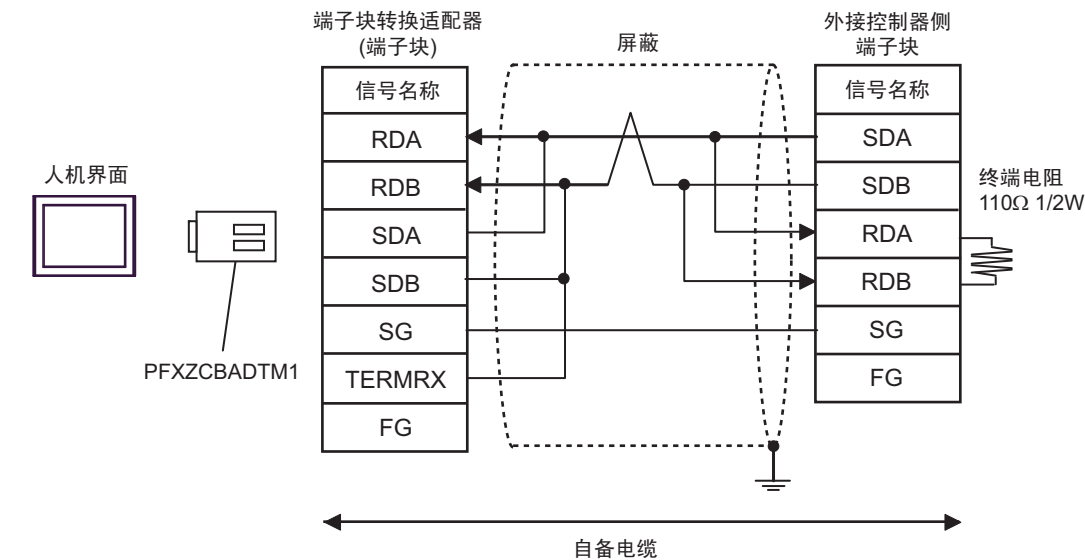 端子块转换适配器
(端子块)
屏蔽
外接控制器侧
端子块
信号名称
信号名称
RDA
SDA
人机界面
RDB
SDB
终端电阻
110Ω 1/2W
SDA
RDA
SDB
RDB
SG
SG
PFXZCBADTM1
TERMRX
FG
FG
自备电缆